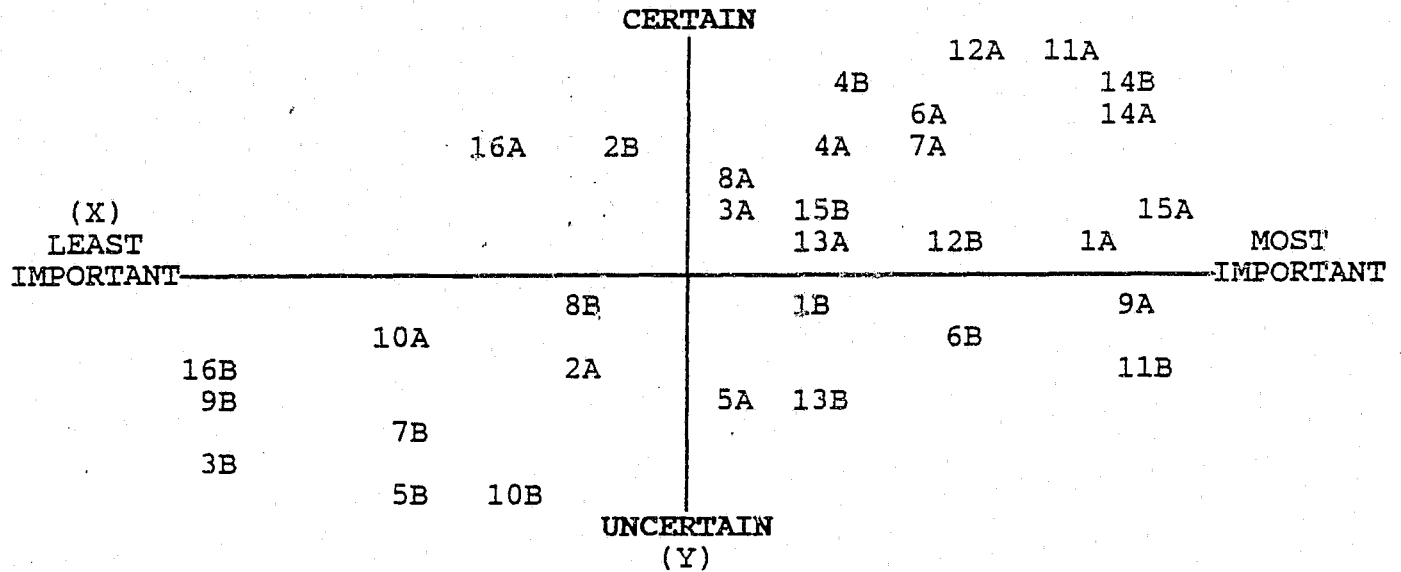 CERTAIN
12A 11A
4B 14B
6A 14A
16A 2B 4A 7A
8A
(X) 3A 15B 15A
LEAST 13A 12B 1A MOST
IMPORTANT IMPORTANT
8B 1B 9A
10A 6B
16B 2A 11B
9B 5A 13B
7B
3B
5B 10B
UNCERTAIN
(Y)